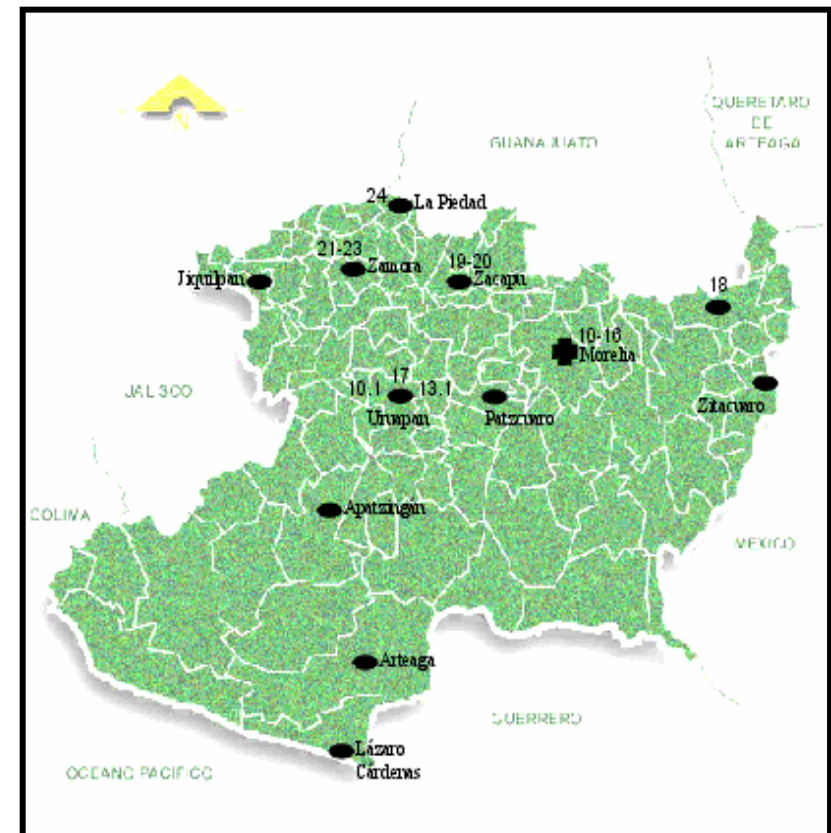 QUERETARO
DE
ARTEAGA
GUANAJUATO
24
La Piedad
21-23
Zamora
19-20
Zacapu
Jiquilpan
18
10-16
Morelia
JALISCO
10.1
17
13.1
Uruapan
Patzcuaro
Zitacuaro
Apatzingán
COLIMA
MEXICO
Arteaga
GUERRERO
Lázaro
Cárdenas
OCEANO PACIFICO